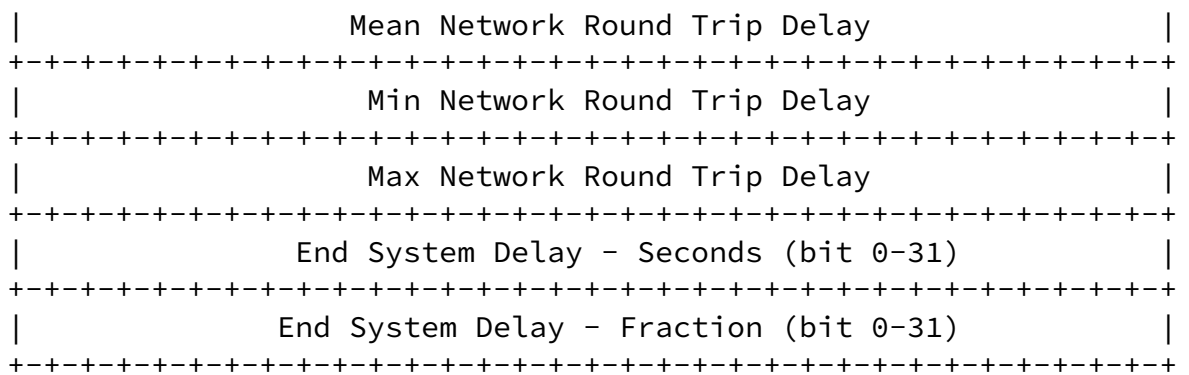 |                  Mean Network Round Trip Delay                |
+-+-+-+-+-+-+-+-+-+-+-+-+-+-+-+-+-+-+-+-+-+-+-+-+-+-+-+-+-+-+-+-+
|                   Min Network Round Trip Delay                |
+-+-+-+-+-+-+-+-+-+-+-+-+-+-+-+-+-+-+-+-+-+-+-+-+-+-+-+-+-+-+-+-+
|                   Max Network Round Trip Delay                |
+-+-+-+-+-+-+-+-+-+-+-+-+-+-+-+-+-+-+-+-+-+-+-+-+-+-+-+-+-+-+-+-+
|               End System Delay - Seconds (bit 0-31)           |
+-+-+-+-+-+-+-+-+-+-+-+-+-+-+-+-+-+-+-+-+-+-+-+-+-+-+-+-+-+-+-+-+
|              End System Delay - Fraction (bit 0-31)           |
+-+-+-+-+-+-+-+-+-+-+-+-+-+-+-+-+-+-+-+-+-+-+-+-+-+-+-+-+-+-+-+-+